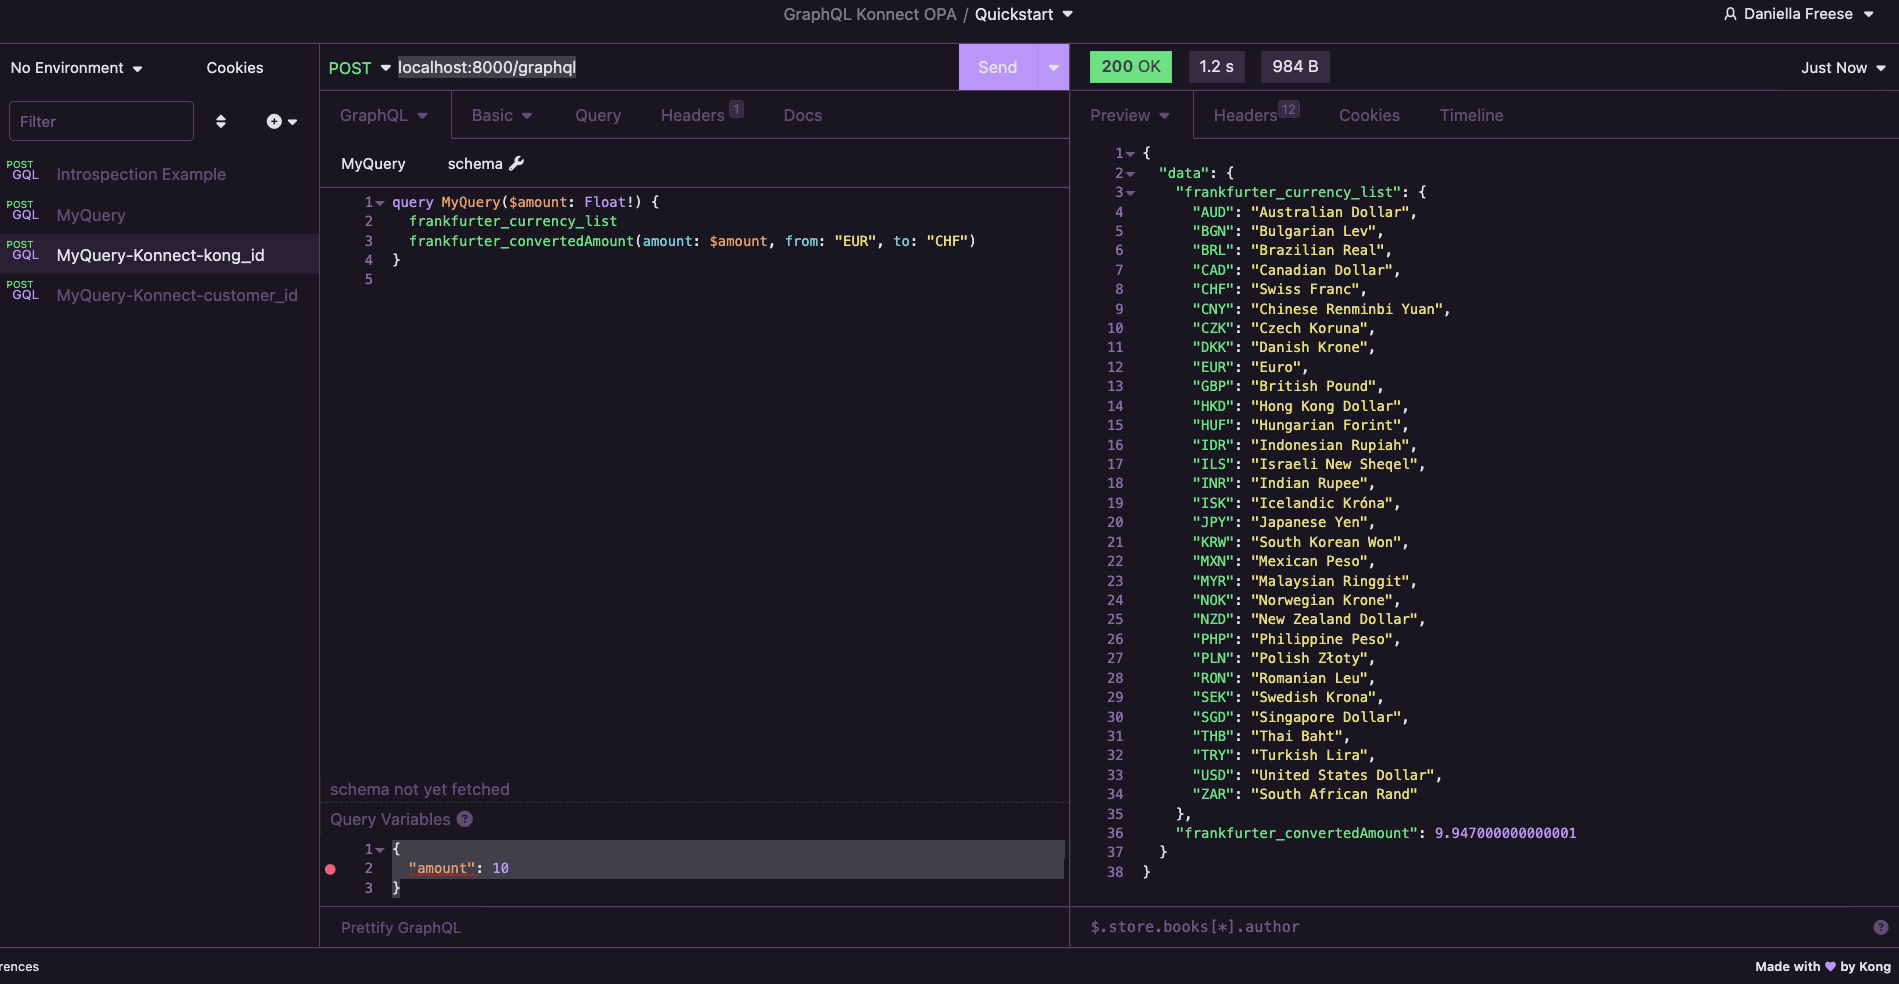 GraphQL Konnect OPA / Quickstart
Daniella Freese
No Environment
Cookies
Filter
POST GQL Introspection Example
POST GQL MyQuery
POST GQL MyQuery-Konnect-kong_id
POST GQL MyQuery-Konnect-customer_id
POST localhost:8000/graphql
Send
GraphQL Basic Query Headers 1 Docs
MyQuery schema
1 query MyQuery($amount: Float!) {
2 frankfurter_currency_list
3 frankfurter_convertedAmount(amount: $amount, from: "EUR", to: "CHF")
4 }
5
schema not yet fetched
Query Variables ?
1 {
2 "amount": 10
3 }
Prettify GraphQL
200 OK 1.2 s 984 B Just Now
Preview Headers 12 Cookies Timeline
1 {
2 "data": {
3 "frankfurter_currency_list": {
4 "AUD": "Australian Dollar",
5 "BGN": "Bulgarian Lev",
6 "BRL": "Brazilian Real",
7 "CAD": "Canadian Dollar",
8 "CHF": "Swiss Franc",
9 "CNY": "Chinese Renminbi Yuan",
10 "CZK": "Czech Koruna",
11 "DKK": "Danish Krone",
12 "EUR": "Euro",
13 "GBP": "British Pound",
14 "HKD": "Hong Kong Dollar",
15 "HUF": "Hungarian Forint",
16 "IDR": "Indonesian Rupiah",
17 "ILS": "Israeli New Sheqel",
18 "INR": "Indian Rupee",
19 "ISK": "Icelandic Króna",
20 "JPY": "Japanese Yen",
21 "KRW": "South Korean Won",
22 "MXN": "Mexican Peso",
23 "MYR": "Malaysian Ringgit",
24 "NOK": "Norwegian Krone",
25 "NZD": "New Zealand Dollar",
26 "PHP": "Philippine Peso",
27 "PLN": "Polish Złoty",
28 "RON": "Romanian Leu",
29 "SEK": "Swedish Krona",
30 "SGD": "Singapore Dollar",
31 "THB": "Thai Baht",
32 "TRY": "Turkish Lira",
33 "USD": "United States Dollar",
34 "ZAR": "South African Rand"
35 },
36 "frankfurter_convertedAmount": 9.947000000000001
37 }
38 }
$.store.books[*].author ?
rences
Made with ♥ by Kong